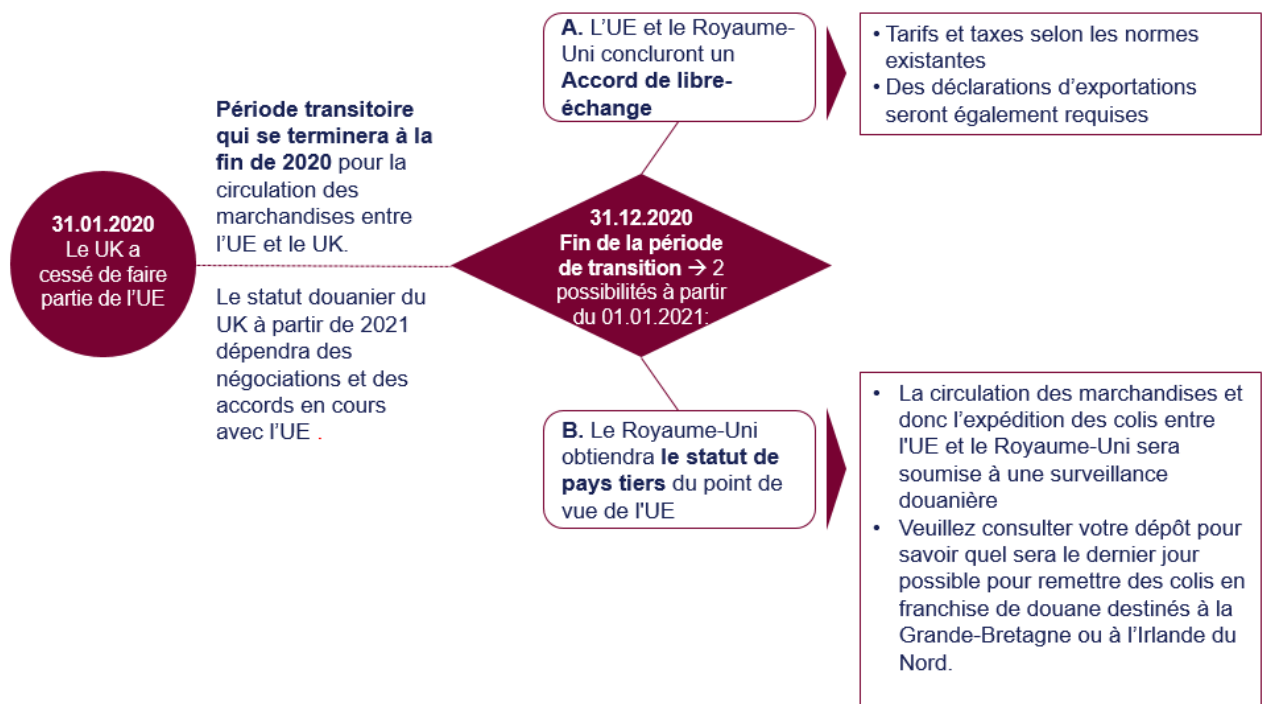 31.01.2020
Le UK a
cessé de faire
partie de l'UE
Période transitoire
qui se terminera à la
fin de 2020 pour la
circulation des
marchandises entre
l'UE et le UK.
Le statut douanier du
UK à partir de 2021
dépendra des
négociations et des
accords en cours
avec l'UE .
31.12.2020
Fin de la période
de transition → 2
possibilités à partir
du 01.01.2021:
A. L'UE et le Royaume-
Uni concluront un
Accord de libre-
échange
• Tarifs et taxes selon les normes
existantes
• Des déclarations d'exportations
seront également requises
B. Le Royaume-Uni
obtiendra le statut de
pays tiers du point de
vue de l'UE
• La circulation des marchandises et
donc l'expédition des colis entre
l'UE et le Royaume-Uni sera
soumise à une surveillance
douanière
• Veuillez consulter votre dépôt pour
savoir quel sera le dernier jour
possible pour remettre des colis en
franchise de douane destinés à la
Grande-Bretagne ou à l'Irlande du
Nord.